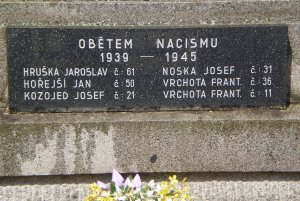 OBĚTEM NACISMU
1939 — 1945
HRUŠKA JAROSLAV č. 61 NOSKA JOSEF č. 31
HOŘEJŠÍ JAN č. 50 VRCHOTA FRANT. č. 36
KOZOJED JOSEF č. 21 VRCHOTA FRANT. č. 11